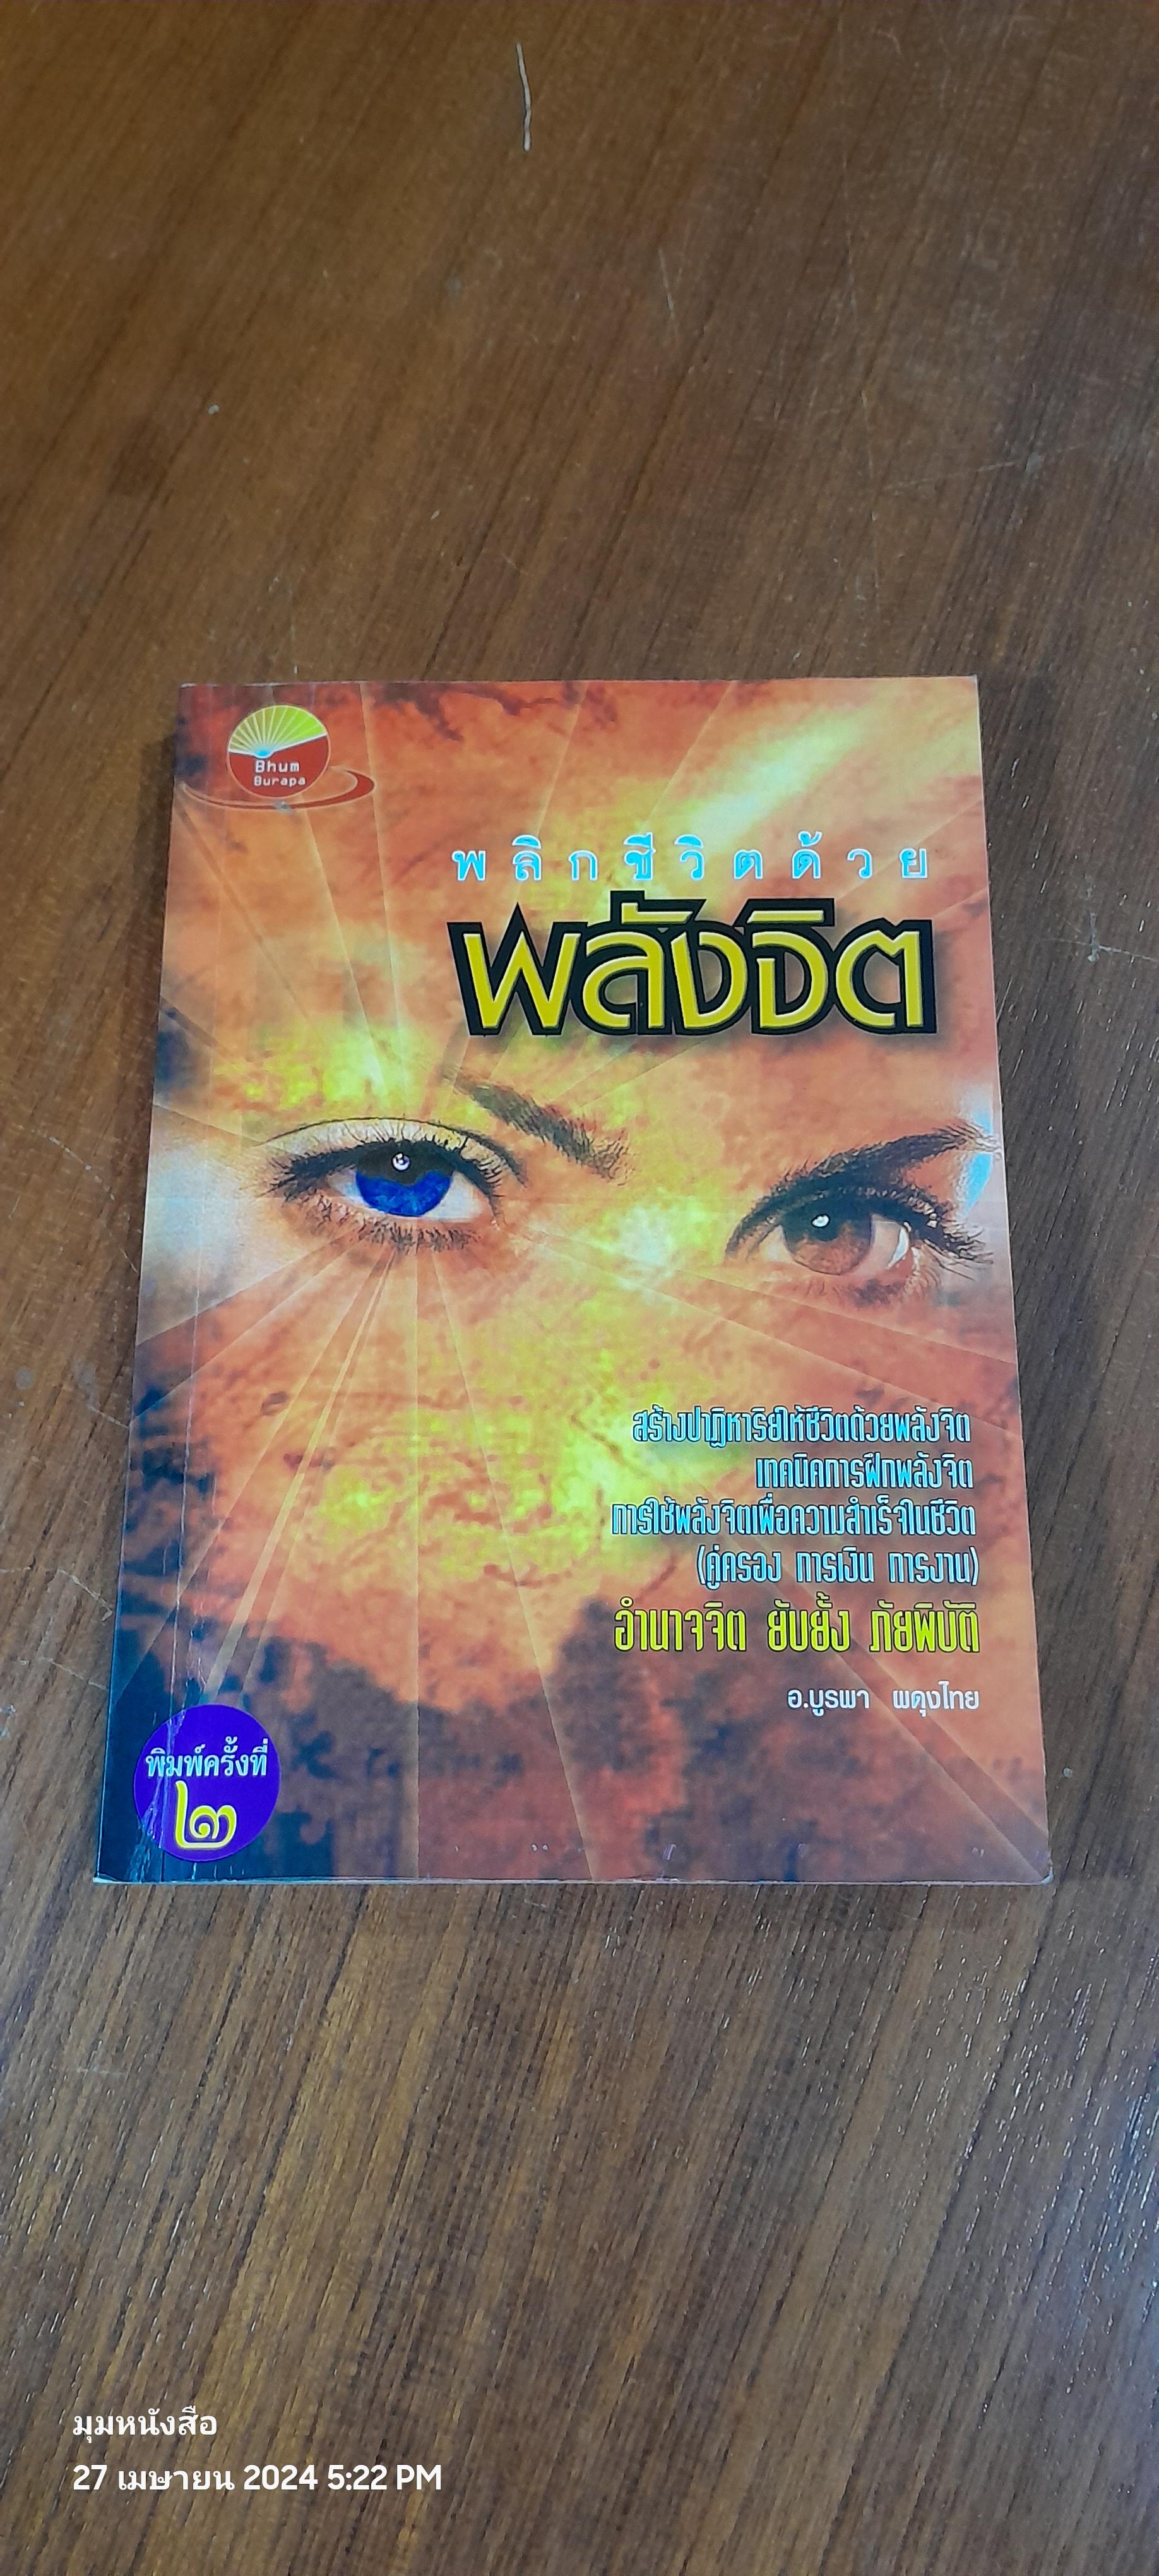 Bhum
Burapa
พลิกชีวิตด้วย
พลังจิต
สร้างปาฏิหาริย์ให้ชีวิตด้วยพลังจิต
เทคนิคการฝึกพลังจิต
การใช้พลังจิตเพื่อความสำเร็จในชีวิต
(คู่ครอง การเงิน การงาน)
อำนาจจิต ยับยั้ง ภัยพิบัติ
อ.บูรพา ผดุงไทย
พิมพ์ครั้งที่
๒
มุมหนังสือ
27 เมษายน 2024 5:22 PM